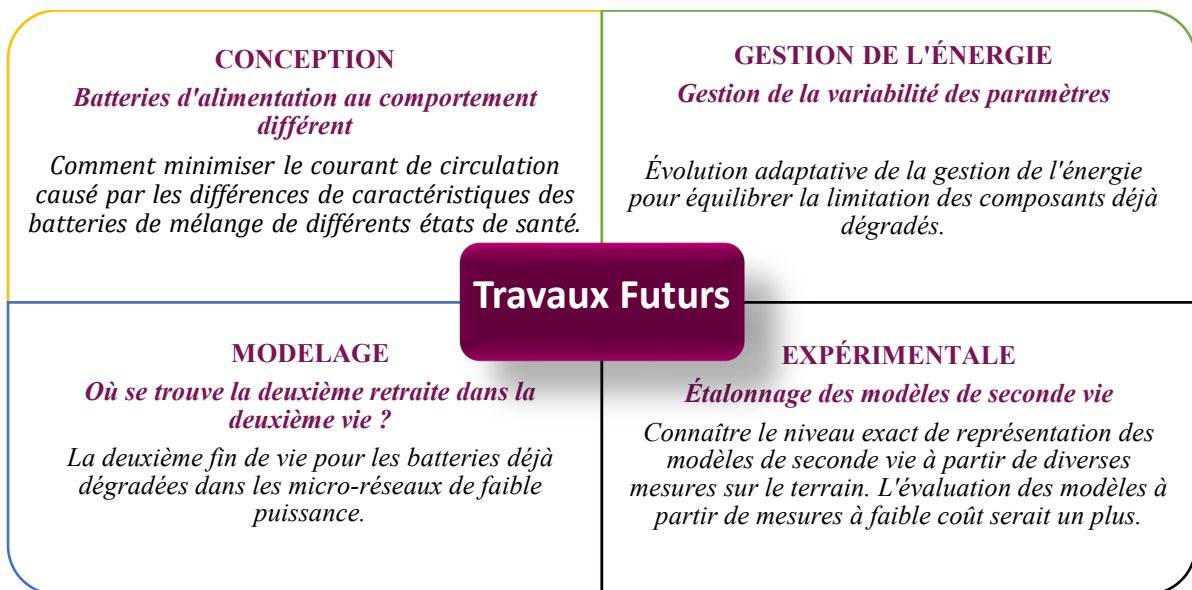 CONCEPTION
Batteries d'alimentation au comportement
différent
Comment minimiser le courant de circulation
causé par les différences de caractéristiques des
batteries de mélange de différents états de santé.
GESTION DE L'ÉNERGIE
Gestion de la variabilité des paramètres
Évolution adaptative de la gestion de l'énergie
pour équilibrer la limitation des composants déjà
dégradés.
Travaux Futurs
MODELAGE
Où se trouve la deuxième retraite dans la
deuxième vie ?
La deuxième fin de vie pour les batteries déjà
dégradées dans les micro-réseaux de faible
puissance.
EXPÉRIMENTALE
Étalonnage des modèles de seconde vie
Connaître le niveau exact de représentation des
modèles de seconde vie à partir de diverses
mesures sur le terrain. L'évaluation des modèles à
partir de mesures à faible coût serait un plus.